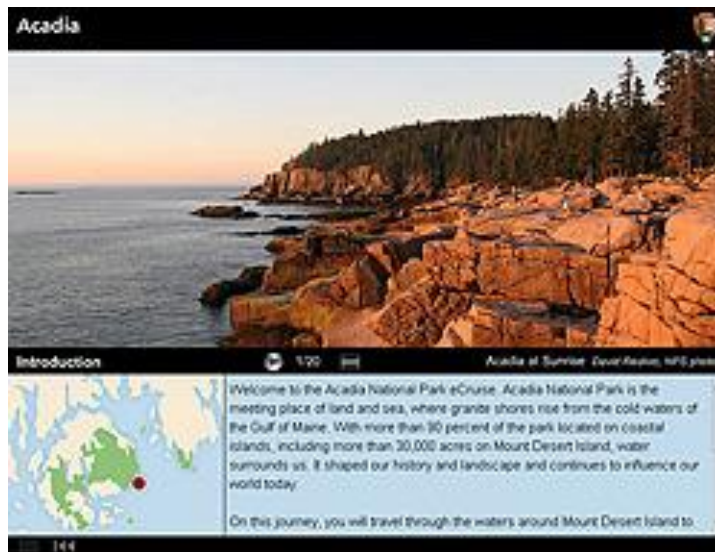 Acadia
Introduction
1/20
Acadia at Sunrise David Restivo, NPS photo
Welcome to the Acadia National Park eCruise. Acadia National Park is the
meeting place of land and sea, where granite shores rise from the cold waters of
the Gulf of Maine. With more than 90 percent of the park located on coastal
islands, including more than 30,000 acres on Mount Desert Island, water
surrounds us. It shaped our history and landscape and continues to influence our
world today.
On this journey, you will travel through the waters around Mount Desert Island to